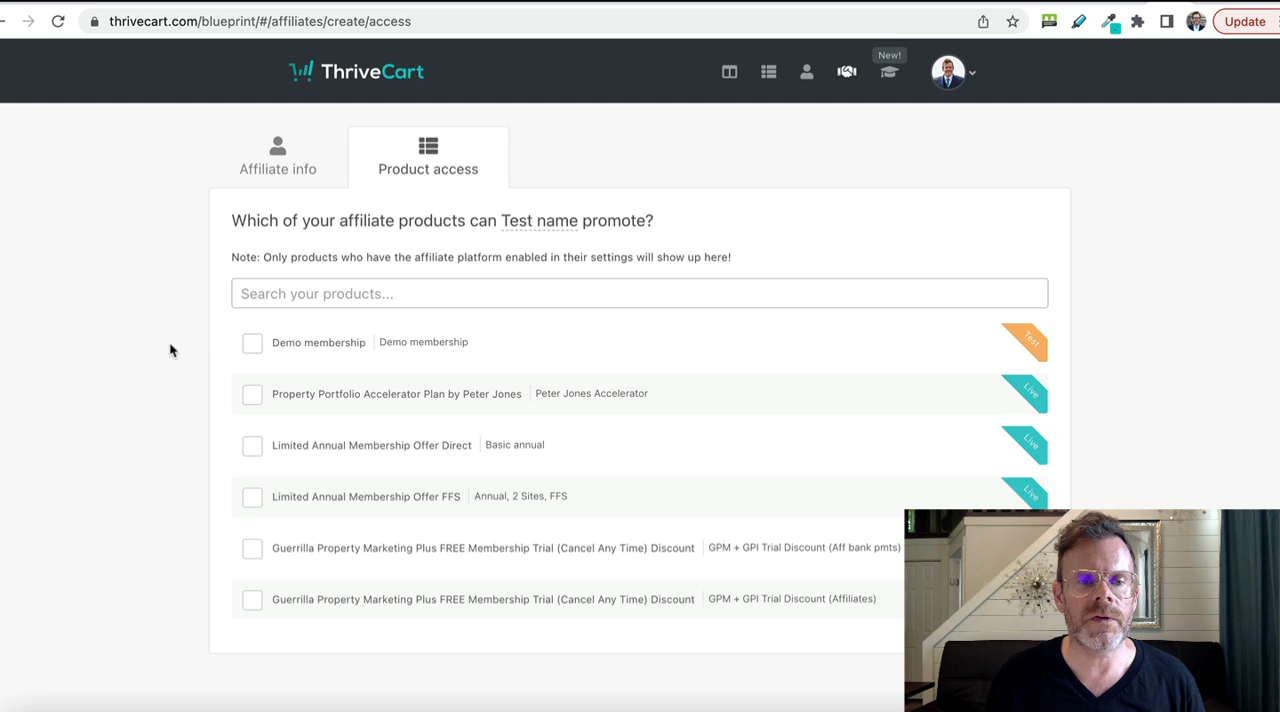 thrivecart.com/blueprint/#/affiliates/create/access
Update
ThriveCart
New!
Affiliate info
Product access
Which of your affiliate products can Test name promote?
Note: Only products who have the affiliate platform enabled in their settings will show up here!
Search your products...
Demo membership Demo membership Test
Property Portfolio Accelerator Plan by Peter Jones Peter Jones Accelerator Live
Limited Annual Membership Offer Direct Basic annual Live
Limited Annual Membership Offer FFS Annual, 2 Sites, FFS Live
Guerrilla Property Marketing Plus FREE Membership Trial (Cancel Any Time) Discount GPM + GPI Trial Discount (Aff bank pmts)
Guerrilla Property Marketing Plus FREE Membership Trial (Cancel Any Time) Discount GPM + GPI Trial Discount (Affiliates)